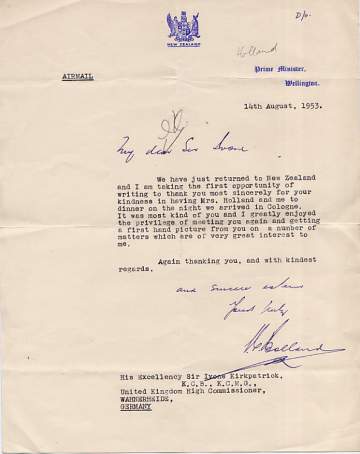 D/o.
NEW ZEALAND
Holland
Prime Minister,
Wellington.
AIRMAIL
14th August, 1953.
My dear Sir Ivone
We have just returned to New Zealand
and I am taking the first opportunity of
writing to thank you most sincerely for your
kindness in having Mrs. Holland and me to
dinner on the night we arrived in Cologne.
It was most kind of you and I greatly enjoyed
the privilege of meeting you again and getting
a first hand picture from you on a number of
matters which are of very great interest to
me.
Again thanking you, and with kindest
regards.
and sincere esteem
Yours truly
Holland
His Excellency Sir Ivone Kirkpatrick,
K.C.B., K.C.M.G.,
United Kingdom High Commissioner,
WAHNERHEIDE,
GERMANY